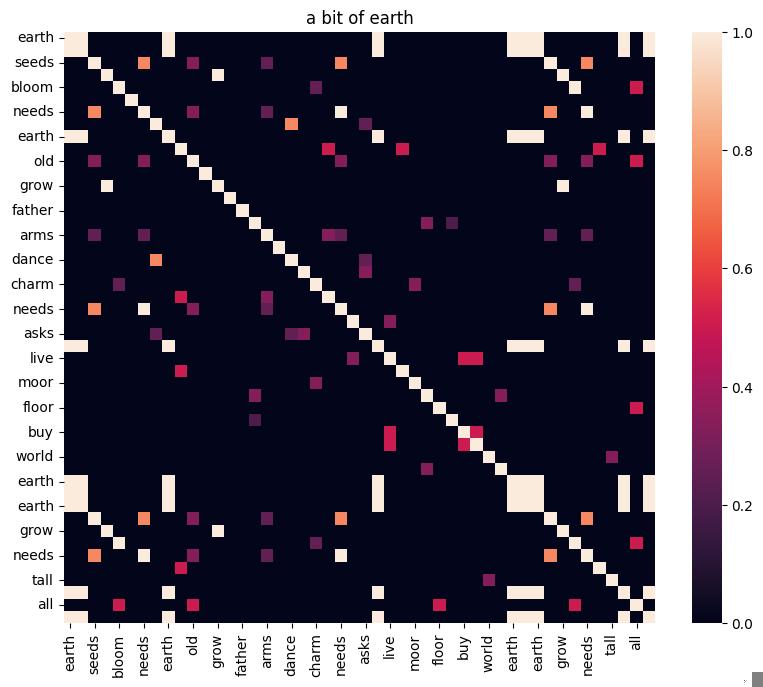 a bit of earth
earth
seeds
bloom
needs
earth
old
grow
father
arms
dance
charm
needs
asks
live
moor
floor
buy
world
earth
earth
grow
needs
tall
all
earth
seeds
bloom
needs
earth
old
grow
father
arms
dance
charm
needs
asks
live
moor
floor
buy
world
earth
earth
grow
needs
tall
all
1.0
0.8
0.6
0.4
0.2
0.0